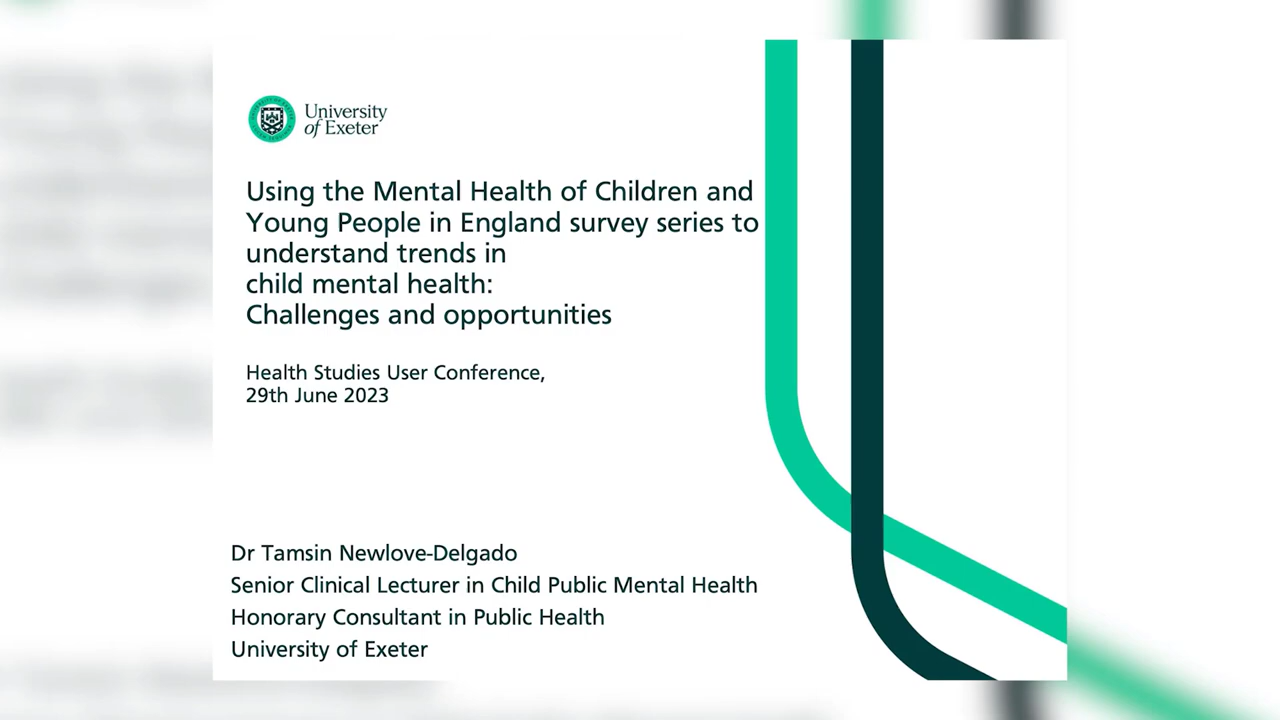 University
of Exeter
Using the Mental Health of Children and
Young People in England survey series to
understand trends in
child mental health:
Challenges and opportunities
Health Studies User Conference,
29th June 2023
Dr Tamsin Newlove-Delgado
Senior Clinical Lecturer in Child Public Mental Health
Honorary Consultant in Public Health
University of Exeter